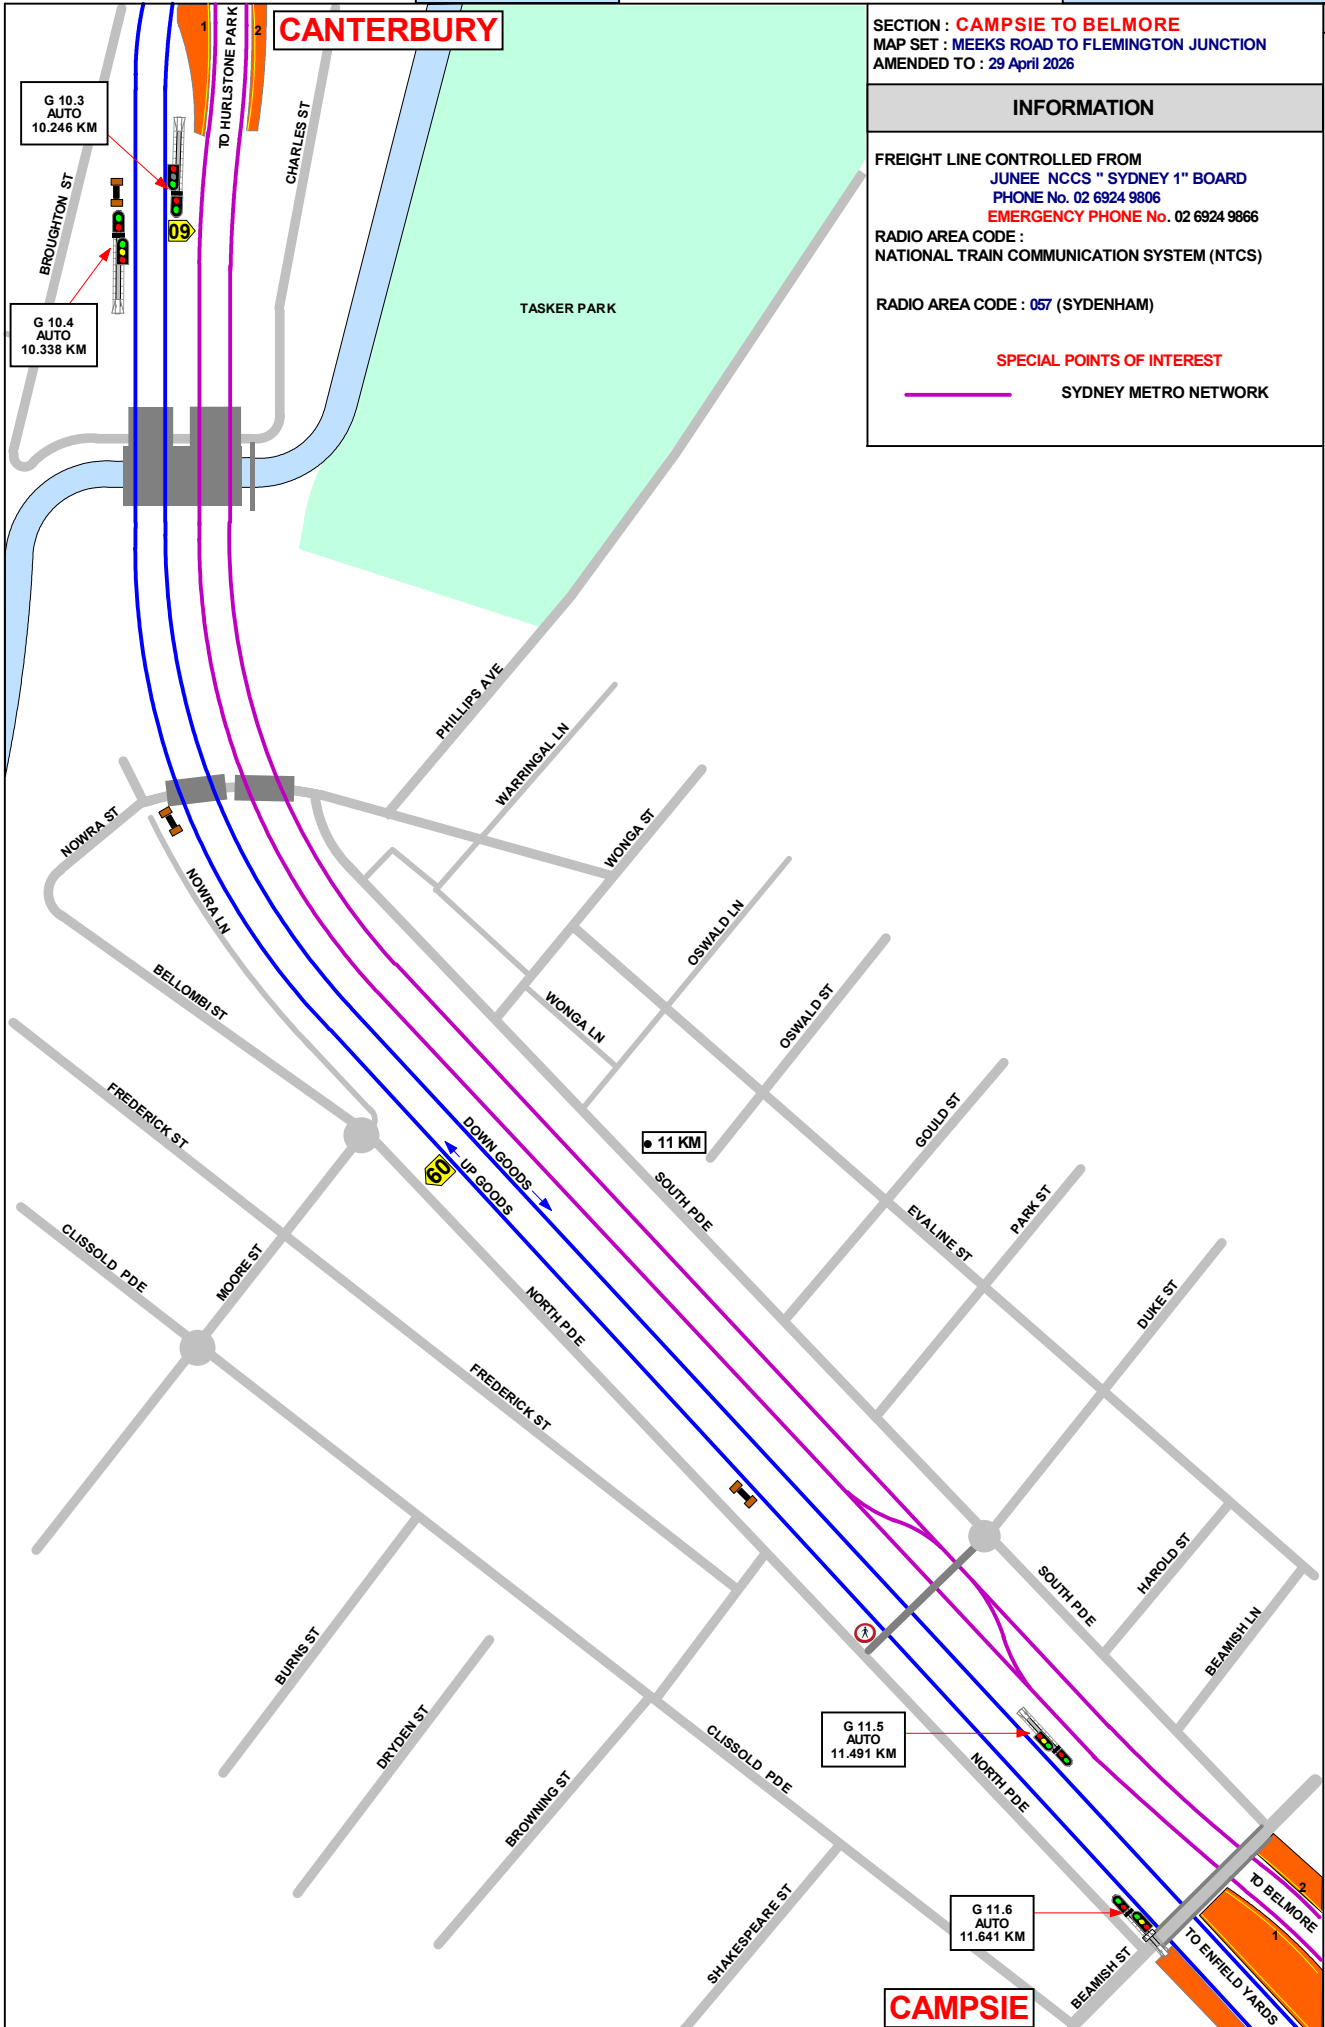 CANTERBURY
SECTION : CAMPSIE TO BELMORE
MAP SET : MEEKS ROAD TO FLEMINGTON JUNCTION
AMENDED TO : 29 April 2026
INFORMATION
FREIGHT LINE CONTROLLED FROM
JUNEE NCCS " SYDNEY 1" BOARD
PHONE No. 02 6924 9806
EMERGENCY PHONE No. 02 6924 9866
RADIO AREA CODE :
NATIONAL TRAIN COMMUNICATION SYSTEM (NTCS)
RADIO AREA CODE : 057 (SYDENHAM)
SPECIAL POINTS OF INTEREST
SYDNEY METRO NETWORK
1
2
TO HURLSTONE PARK
G 10.3
AUTO
10.246 KM
CHARLES ST
BROUGHTON ST
60
G 10.4
AUTO
10.338 KM
TASKER PARK
PHILLIPS AVE
WARRINGAL LN
NOWRA ST
WONGA ST
NOWRA LN
OSWALD LN
BELLOMBI ST
WONGA LN
OSWALD ST
FREDERICK ST
GOULD ST
DOWN GOODS
11 KM
60
UP GOODS
SOUTH PDE
EVALINE ST
PARK ST
CLISSOLD PDE
MOORE ST
DUKE ST
NORTH PDE
FREDERICK ST
HAROLD ST
SOUTH PDE
BEAMISH LN
BURNS ST
DRYDEN ST
CLISSOLD PDE
G 11.5
AUTO
11.491 KM
NORTH PDE
BROWNING ST
SHAKESPEARE ST
G 11.6
AUTO
11.641 KM
2
TO BELMORE
1
TO ENFIELD YARDS
BEAMISH ST
CAMPSIE